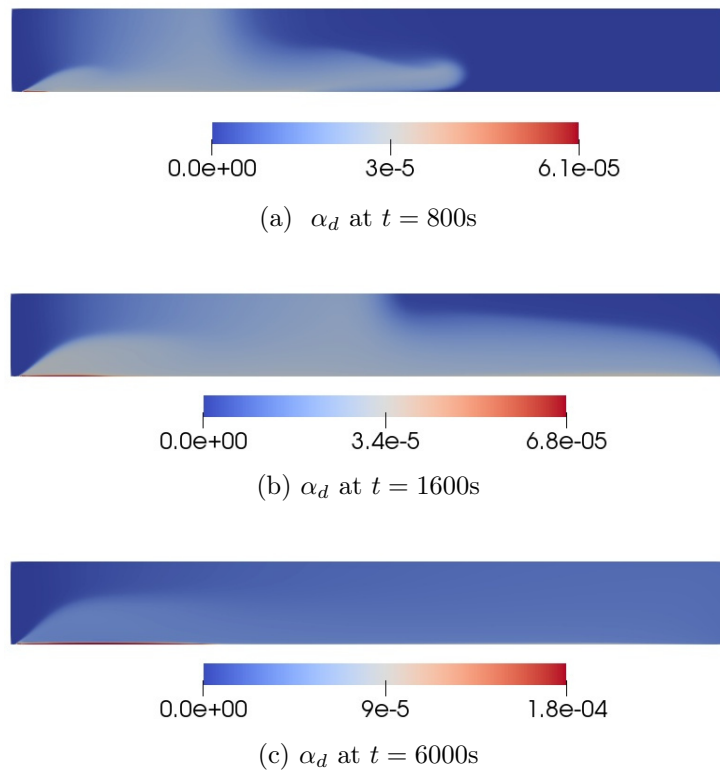 0.0e+00 3e-5 6.1e-05
(a) α_d at t = 800s
0.0e+00 3.4e-5 6.8e-05
(b) α_d at t = 1600s
0.0e+00 9e-5 1.8e-04
(c) α_d at t = 6000s